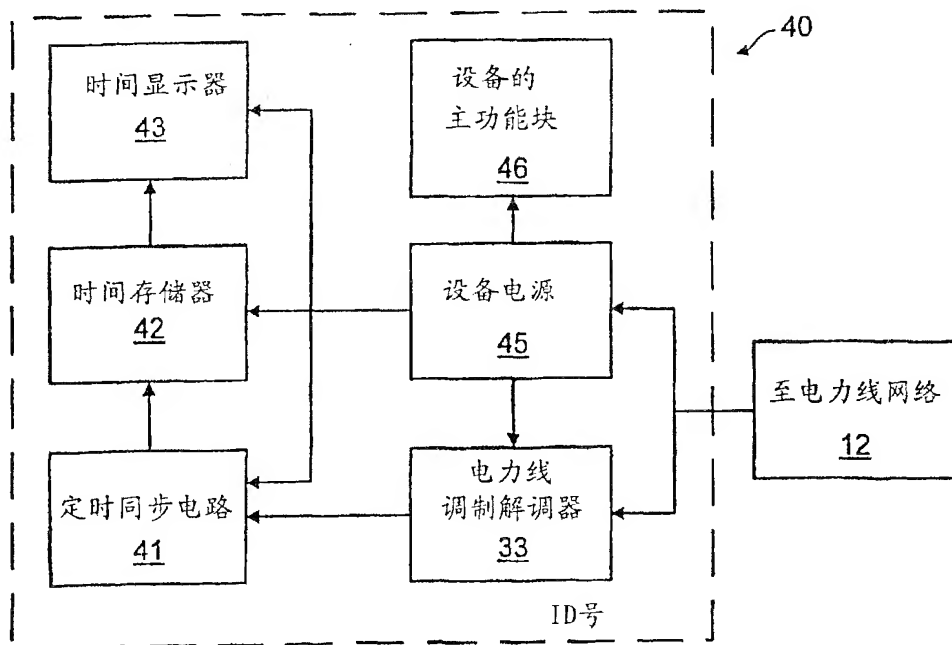 40
时间显示器
43
设备的
主功能块
46
时间存储器
42
设备电源
45
至电力线网络
12
定时同步电路
41
电力线
调制解调器
33
ID号